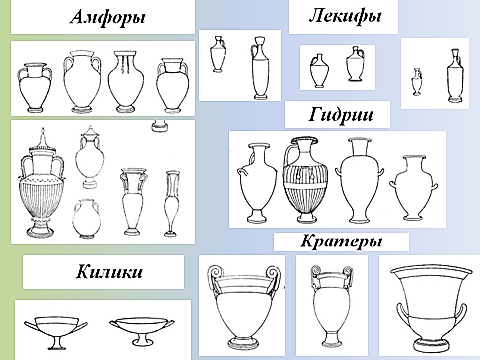 Амфоры
Лекифы
Гидрии
Кратеры
Килики